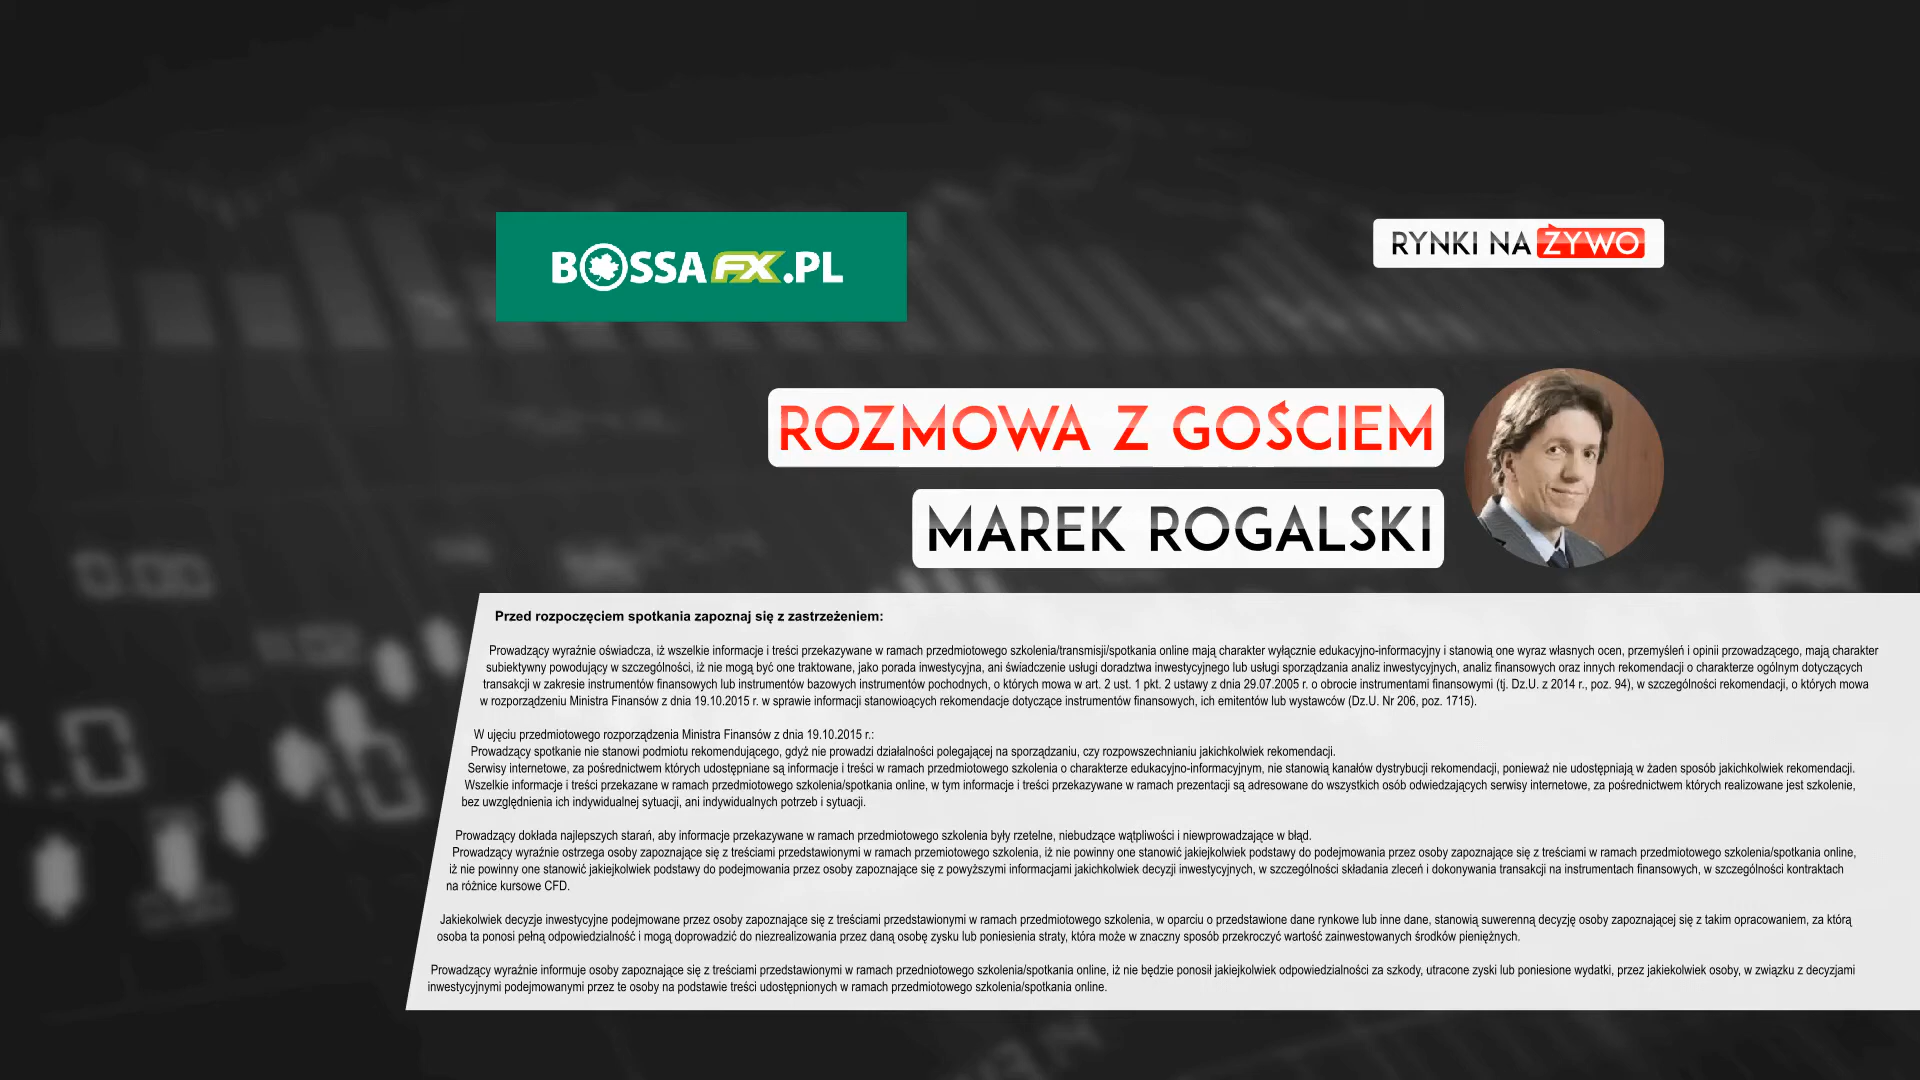 BOSSAFX.PL
RYNKI NA ŻYWO
ROZMOWA Z GOŚCIEM
MAREK ROGALSKI
Przed rozpoczęciem spotkania zapoznaj się z zastrzeżeniem:
Prowadzący wyraźnie oświadcza, iż wszelkie informacje i treści przekazywane w ramach przedmiotowego szkolenia/transmisji/spotkania online mają charakter wyłącznie edukacyjno-informacyjny i stanowią one wyraz własnych ocen, przemyśleń i opinii przowadzącego, mają charakter
subiektywny powodujący w szczególności, iż nie mogą być one traktowane, jako porada inwestycyjna, ani świadczenie usługi doradztwa inwestycyjnego lub usługi sporządzania analiz inwestycyjnych, analiz finansowych oraz innych rekomendacji o charakterze ogólnym dotyczących
transakcji w zakresie instrumentów finansowych lub instrumentów bazowych instrumentów pochodnych, o których mowa w art. 2 ust. 1 pkt. 2 ustawy z dnia 29.07.2005 r. o obrocie instrumentami finansowymi (tj. Dz.U. z 2014 r., poz. 94), w szczególności rekomendacji, o których mowa
w rozporządzeniu Ministra Finansów z dnia 19.10.2015 r. w sprawie informacji stanowioących rekomendacje dotyczące instrumentów finansowych, ich emitentów lub wystawców (Dz.U. Nr 206, poz. 1715).
W ujęciu przedmiotowego rozporządzenia Ministra Finansów z dnia 19.10.2015 r.:
Prowadzący spotkanie nie stanowi podmiotu rekomendującego, gdyż nie prowadzi działalności polegającej na sporządzaniu, czy rozpowszechnianiu jakichkolwiek rekomendacji.
Serwisy internetowe, za pośrednictwem których udostępniane są informacje i treści w ramach przedmiotowego szkolenia o charakterze edukacyjno-informacyjnym, nie stanowią kanałów dystrybucji rekomendacji, ponieważ nie udostępniają w żaden sposób jakichkolwiek rekomendacji.
Wszelkie informacje i treści przekazane w ramach przedmiotowego szkolenia/spotkania online, w tym informacje i treści przekazywane w ramach prezentacji są adresowane do wszystkich osób odwiedzających serwisy internetowe, za pośrednictwem których realizowane jest szkolenie,
bez uwzględnienia ich indywidualnej sytuacji, ani indywidualnych potrzeb i sytuacji.
Prowadzący dokłada najlepszych starań, aby informacje przekazywane w ramach przedmiotowego szkolenia były rzetelne, niebudzące wątpliwości i niewprowadzające w błąd.
Prowadzący wyraźnie ostrzega osoby zapoznające się z treściami przedstawionymi w ramach przemiotowego szkolenia, iż nie powinny one stanowić jakiejkolwiek podstawy do podejmowania przez osoby zapoznające się z treściami w ramach przedmiotowego szkolenia/spotkania online,
iż nie powinny one stanowić jakiejkolwiek podstawy do podejmowania przez osoby zapoznające się z powyższymi informacjami jakichkolwiek decyzji inwestycyjnych, w szczególności składania zleceń i dokonywania transakcji na instrumentach finansowych, w szczególności kontraktach
na różnice kursowe CFD.
Jakiekolwiek decyzje inwestycyjne podejmowane przez osoby zapoznające się z treściami przedstawionymi w ramach przedmiotowego szkolenia, w oparciu o przedstawione dane rynkowe lub inne dane, stanowią suwerenną decyzję osoby zapoznającej się z takim opracowaniem, za którą
osoba ta ponosi pełną odpowiedzialność i mogą doprowadzić do niezrealizowania przez daną osobę zysku lub poniesienia straty, która może w znaczny sposób przekroczyć wartość zainwestowanych środków pieniężnych.
Prowadzący wyraźnie informuje osoby zapoznające się z treściami przedstawionymi w ramach przedniotowego szkolenia/spotkania online, iż nie będzie ponosił jakiejkolwiek odpowiedzialności za szkody, utracone zyski lub poniesione wydatki, przez jakiekolwiek osoby, w związku z decyzjami
inwestycyjnymi podejmowanymi przez te osoby na podstawie treści udostępnionych w ramach przedmiotowego szkolenia/spotkania online.
0.00
1.0